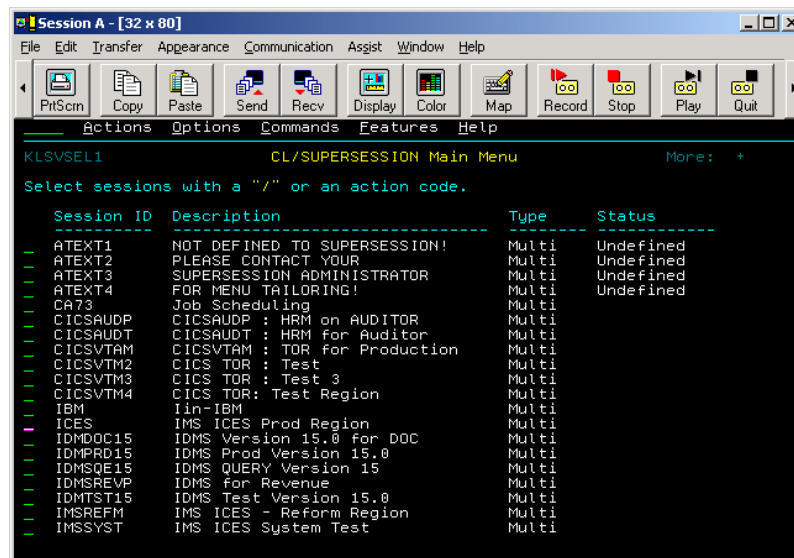 Session A - [32 x 80]
File Edit Transfer Appearance Communication Assist Window Help
PrtScrn Copy Paste Send Recv Display Color Map Record Stop Play Quit
Actions Options Commands Features Help
KLSVSEL1 CL/SUPERSESSION Main Menu More: +
Select sessions with a "/" or an action code.
Session ID Description Type Status
---------- -------------------------------- -------- ------------
_ ATEXT1 NOT DEFINED TO SUPERSESSION! Multi Undefined
_ ATEXT2 PLEASE CONTACT YOUR Multi Undefined
_ ATEXT3 SUPERSESSION ADMINISTRATOR Multi Undefined
_ ATEXT4 FOR MENU TAILORING! Multi Undefined
_ CA73 Job Scheduling Multi
_ CICSAUDP CICSAUDP : HRM on AUDITOR Multi
_ CICSAUDT CICSAUDT : HRM for Auditor Multi
_ CICSVTAM CICSVTAM : TOR for Production Multi
_ CICSVTM2 CICS TOR : Test Multi
_ CICSVTM3 CICS TOR : Test 3 Multi
_ CICSVTM4 CICS TOR: Test Region Multi
_ IBM Iin-IBM Multi
_ ICES IMS ICES Prod Region Multi
_ IDMDOC15 IDMS Version 15.0 for DOC Multi
_ IDMPRD15 IDMS Prod Version 15.0 Multi
_ IDMSQE15 IDMS QUERY Version 15 Multi
_ IDMSREVP IDMS for Revenue Multi
_ IDMTST15 IDMS Test Version 15.0 Multi
_ IMSREFM IMS ICES - Reform Region Multi
_ IMSSYST IMS ICES System Test Multi